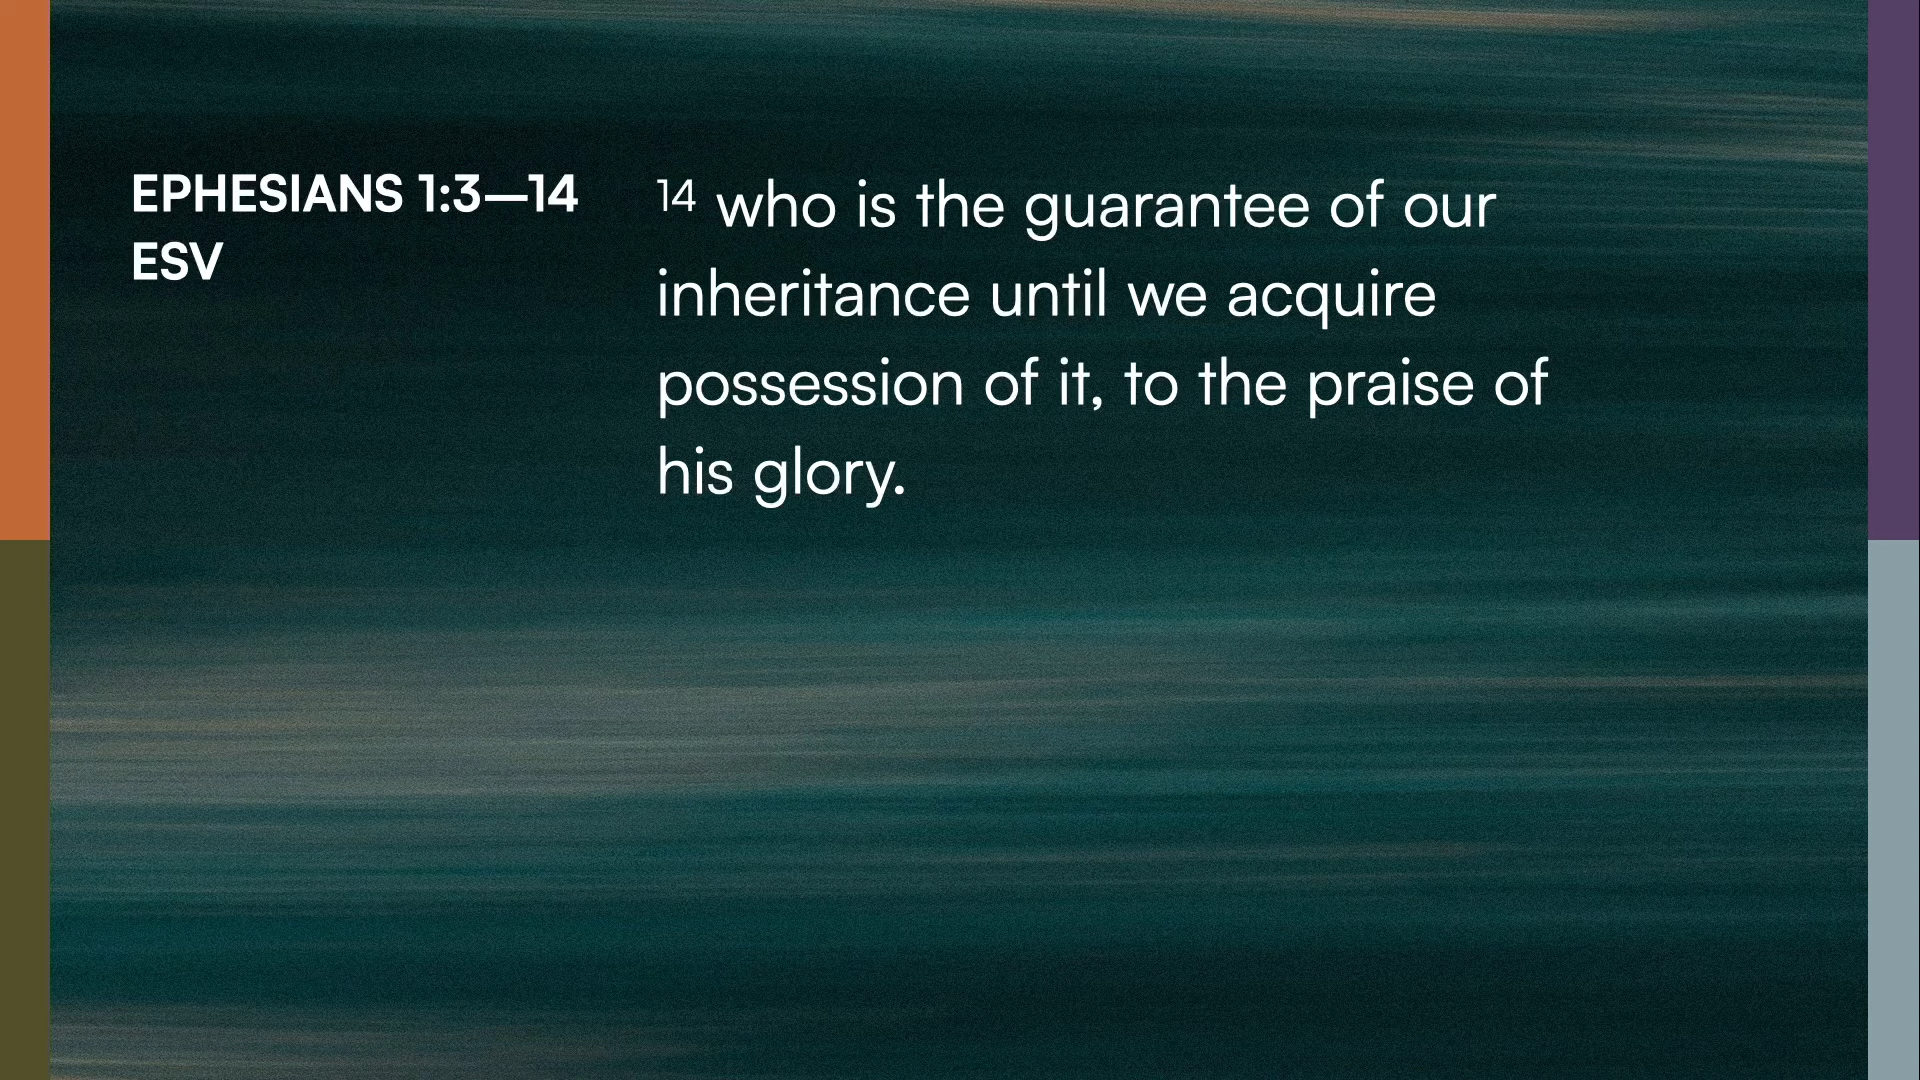 EPHESIANS 1:3—14
ESV
14 who is the guarantee of our
inheritance until we acquire
possession of it, to the praise of
his glory.